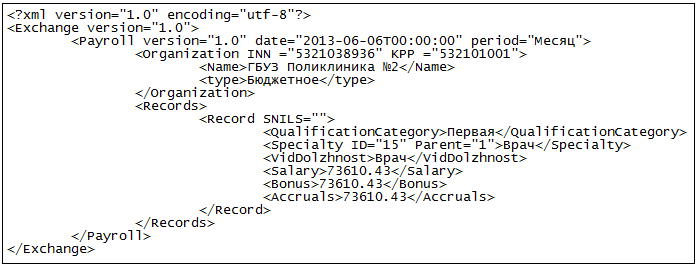 <?xml version="1.0" encoding="utf-8"?>
<Exchange version="1.0">
<Payroll version="1.0" date="2013-06-06T00:00:00" period="Месяц">
<Organization INN ="5321038936" KPP ="532101001">
<Name>ГБУЗ Поликлиника №2</Name>
<type>Бюджетное</type>
</Organization>
<Records>
<Record SNILS="">
<QualificationCategory>Первая</QualificationCategory>
<Specialty ID="15" Parent="1">Врач</Specialty>
<VidDolzhnost>Врач</VidDolzhnost>
<Salary>73610.43</Salary>
<Bonus>73610.43</Bonus>
<Accruals>73610.43</Accruals>
</Record>
</Records>
</Payroll>
</Exchange>